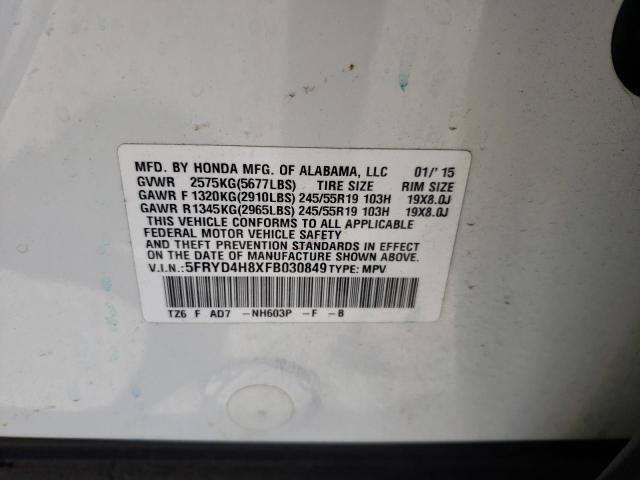 MFD. BY HONDA MFG. OF ALABAMA, LLC 01/'15
GVWR 2575KG(5677LBS) TIRE SIZE RIM SIZE
GAWR F 1320KG(2910LBS) 245/55R19 103H 19X8.0J
GAWR R1345KG(2965LBS) 245/55R19 103H 19X8.0J
THIS VEHICLE CONFORMS TO ALL APPLICABLE
FEDERAL MOTOR VEHICLE SAFETY
AND THEFT PREVENTION STANDARDS IN EFFECT
ON THE DATE OF MANUFACTURE SHOWN ABOVE.
V.I.N.: 5FRYD4H8XFB030849 TYPE: MPV
TZ6 F AD7 -NH603P -F -B